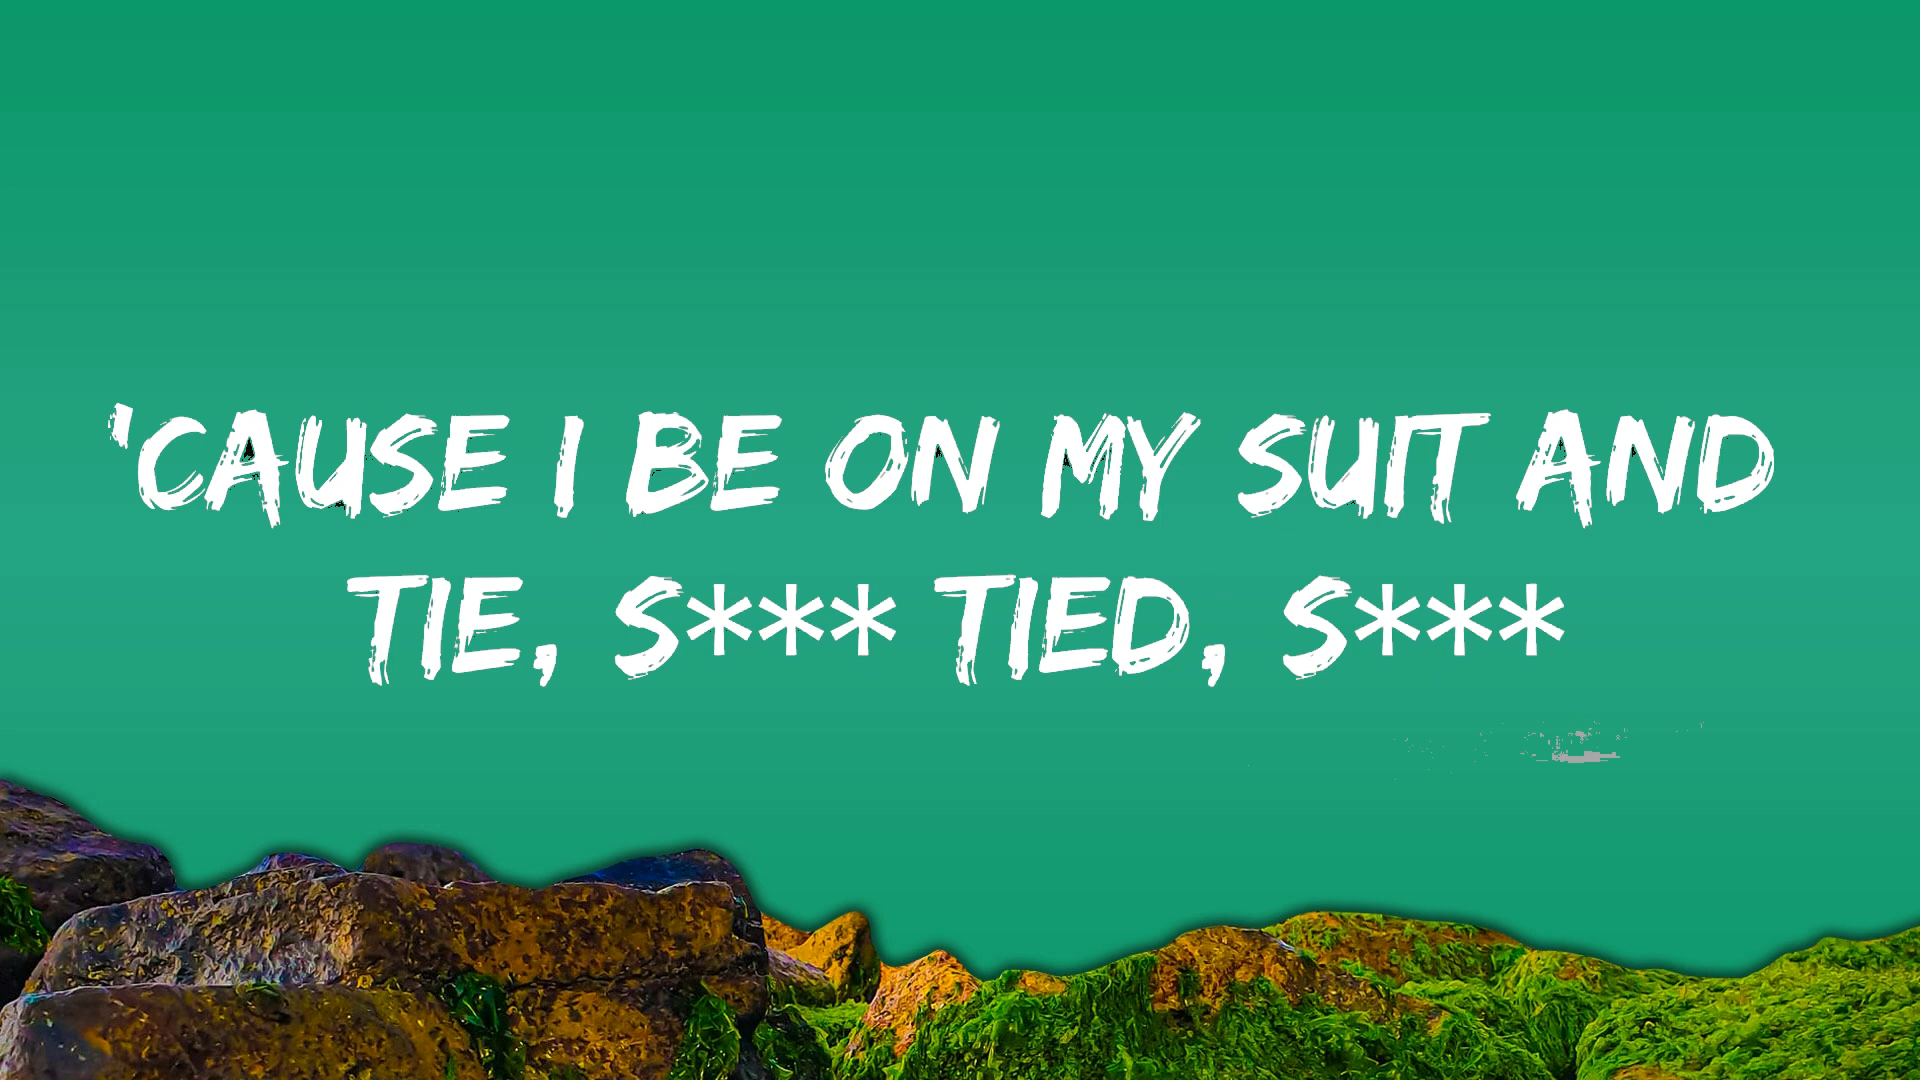 'CAUSE I BE ON MY SUIT AND
TIE, S*** TIED, S***